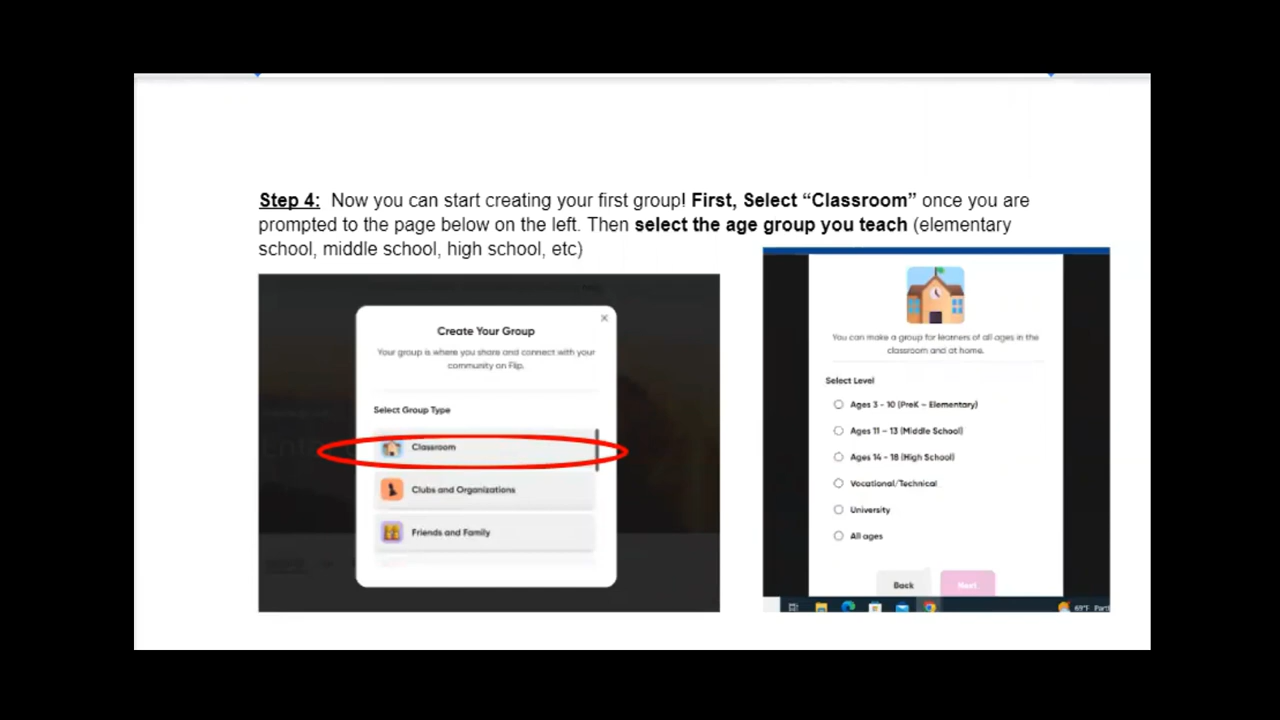 Step 4: Now you can start creating your first group! First, Select “Classroom” once you are
prompted to the page below on the left. Then select the age group you teach (elementary
school, middle school, high school, etc)
Create Your Group
Your group is where you share and connect with your
community on Flip.
Select Group Type
Classroom
Clubs and Organizations
Friends and Family
You can make a group for learners of all ages in the
classroom and at home.
Select Level
Ages 3 - 10 (PreK – Elementary)
Ages 11 – 13 (Middle School)
Ages 14 - 18 (High School)
Vocational/Technical
University
All ages
Back
Next
69°F